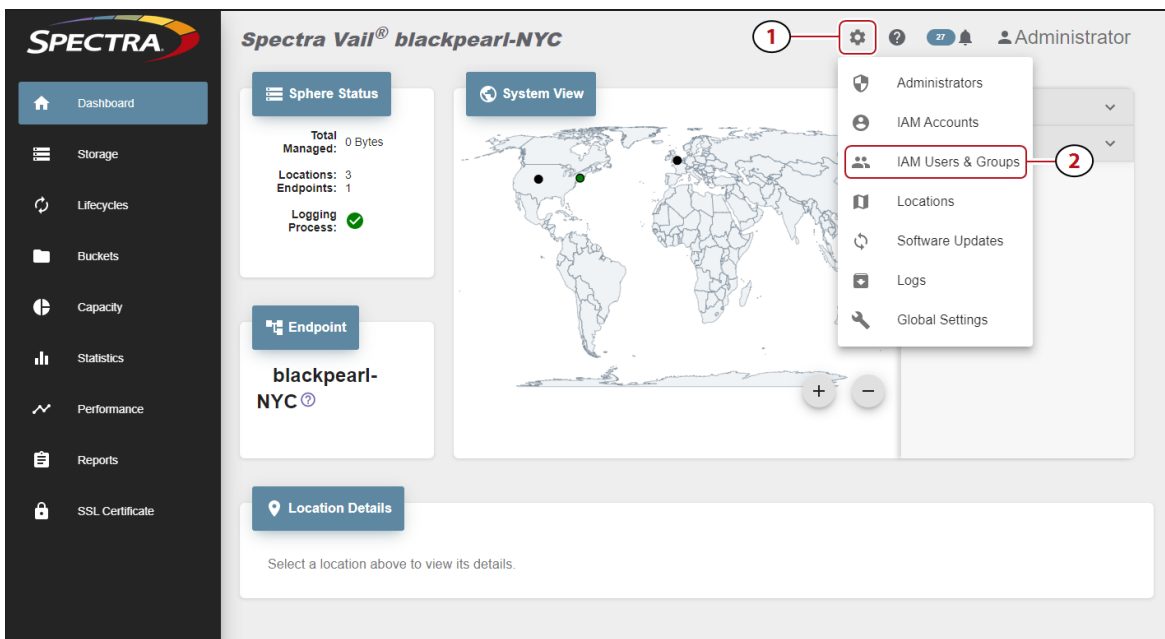 SPECTRA
Spectra Vail® blackpearl-NYC
1
27
Administrator
Dashboard
Storage
Lifecycles
Buckets
Capacity
Statistics
Performance
Reports
SSL Certificate
Sphere Status
Total Managed: 0 Bytes
Locations: 3
Endpoints: 1
Logging Process:
System View
Administrators
IAM Accounts
IAM Users & Groups
2
Locations
Software Updates
Logs
Global Settings
+
−
Endpoint
blackpearl-
NYC
Location Details
Select a location above to view its details.